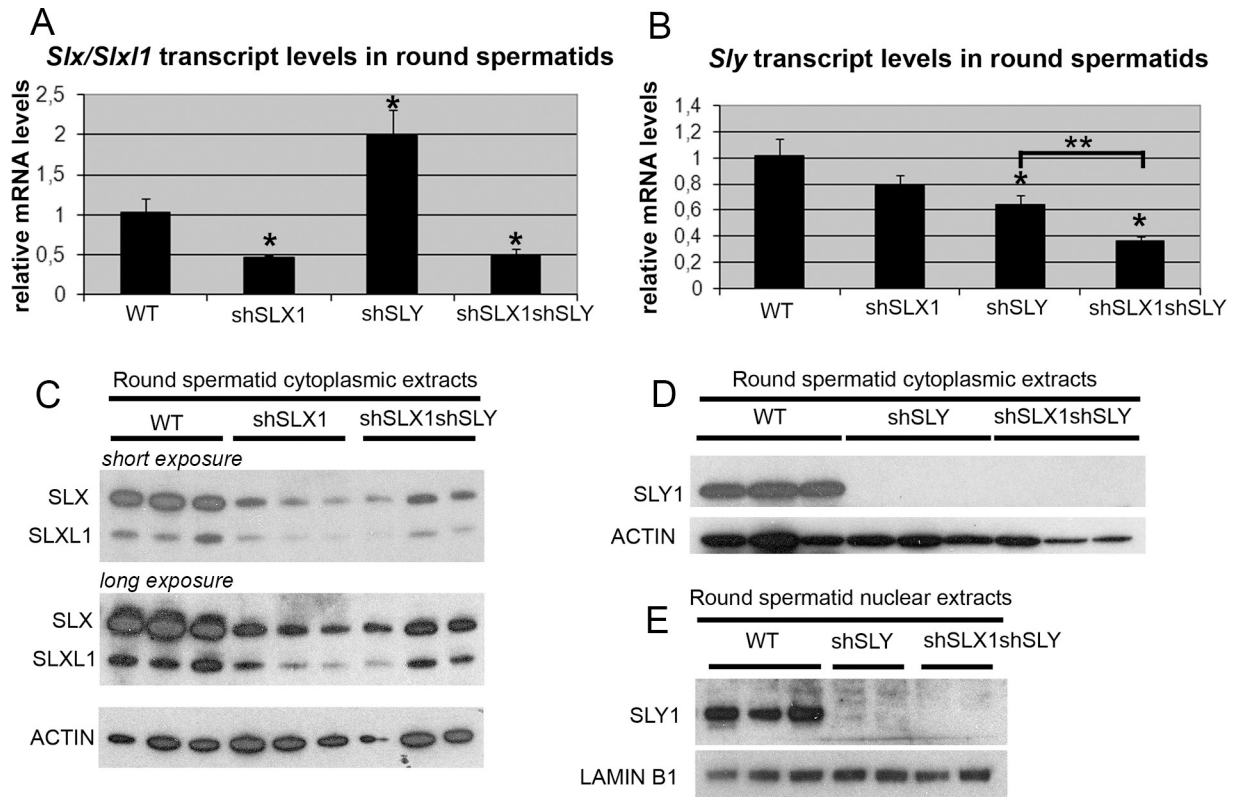 A
Slx/Slxl1 transcript levels in round spermatids
relative mRNA levels
2,5
2
1,5
1
0,5
0
*
*
*
WT
shSLX1
shSLY
shSLX1shSLY
B
Sly transcript levels in round spermatids
relative mRNA levels
1,4
1,2
1
0,8
0,6
0,4
0,2
0
*
**
*
WT
shSLX1
shSLY
shSLX1shSLY
C
Round spermatid cytoplasmic extracts
WT
shSLX1
shSLX1shSLY
short exposure
SLX
SLXL1
long exposure
SLX
SLXL1
ACTIN
D
Round spermatid cytoplasmic extracts
WT
shSLY
shSLX1shSLY
SLY1
ACTIN
E
Round spermatid nuclear extracts
WT
shSLY
shSLX1shSLY
SLY1
LAMIN B1